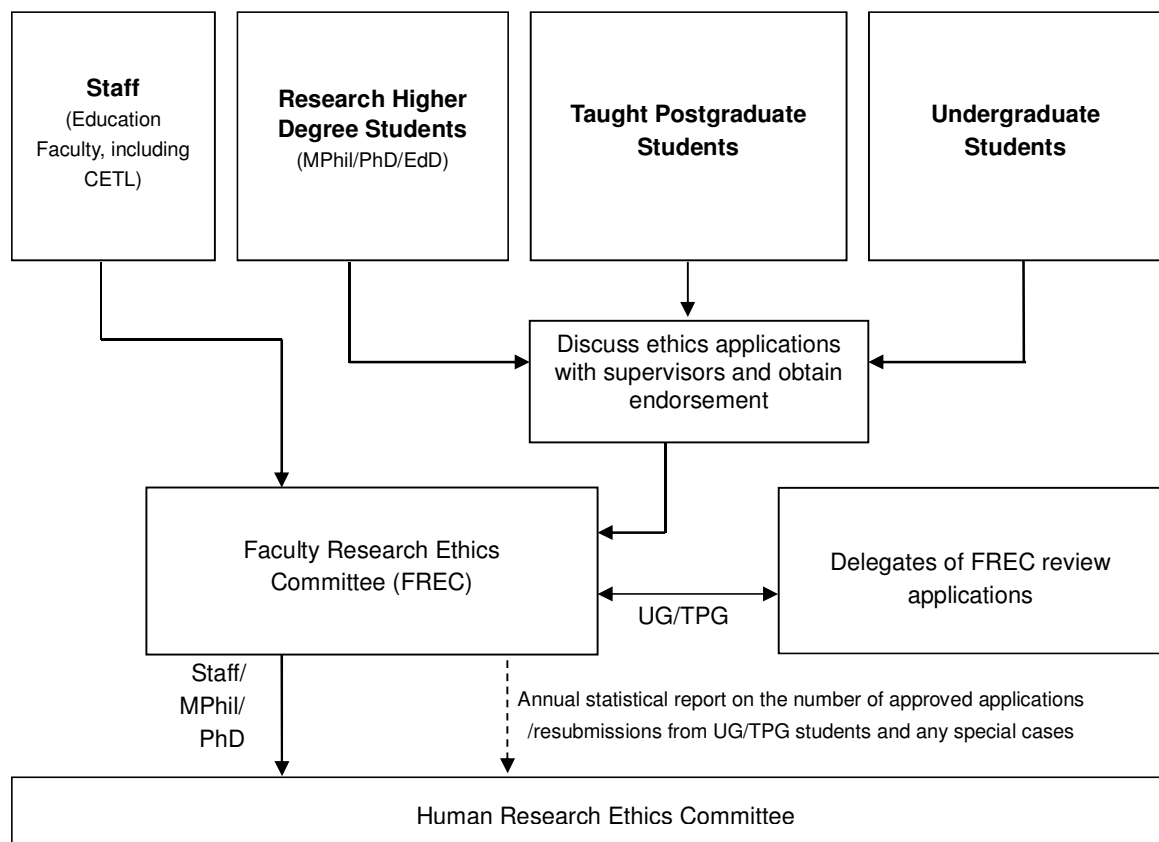 Staff
(Education
Faculty, including
CETL)
Research Higher
Degree Students
(MPhil/PhD/EdD)
Taught Postgraduate
Students
Undergraduate
Students
Discuss ethics applications
with supervisors and obtain
endorsement
Faculty Research Ethics
Committee (FREC)
UG/TPG
Delegates of FREC review
applications
Staff/
MPhil/
PhD
Annual statistical report on the number of approved applications
/resubmissions from UG/TPG students and any special cases
Human Research Ethics Committee